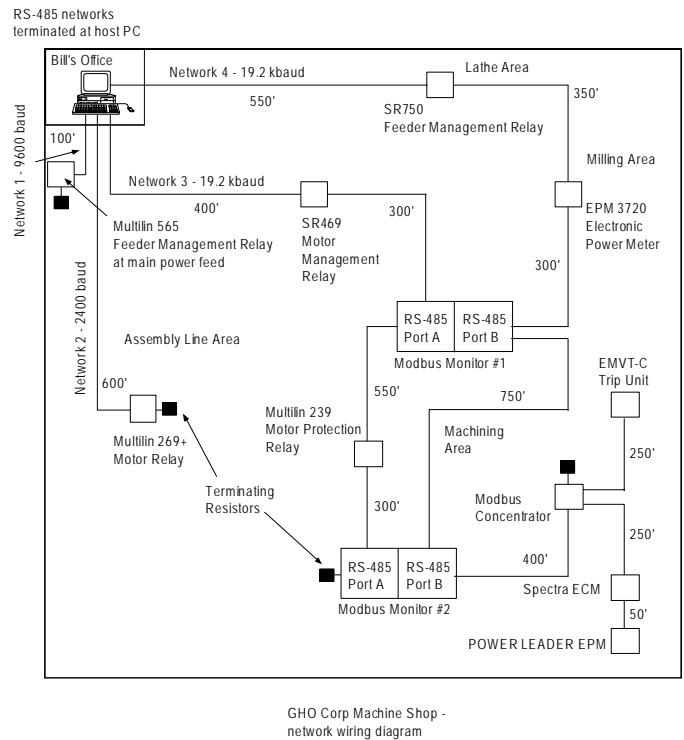 RS-485 networks
terminated at host PC
Bill's Office
Network 4 - 19.2 kbaud
550'
Lathe Area
SR750
Feeder Management Relay
350'
Network 1 - 9600 baud
100'
Milling Area
Network 3 - 19.2 kbaud
400'
EPM 3720
Electronic
Power Meter
Multilin 565
Feeder Management Relay
at main power feed
SR469
Motor
Management
Relay
300'
300'
Network 2 - 2400 baud
RS-485
Port A
RS-485
Port B
Modbus Monitor #1
Assembly Line Area
EMVT-C
Trip Unit
600'
550'
750'
Multilin 269+
Motor Relay
Multilin 239
Motor Protection
Relay
Machining
Area
250'
Terminating
Resistors
300'
Modbus
Concentrator
250'
RS-485
Port A
RS-485
Port B
400'
Modbus Monitor #2
Spectra ECM
50'
POWER LEADER EPM
GHO Corp Machine Shop -
network wiring diagram